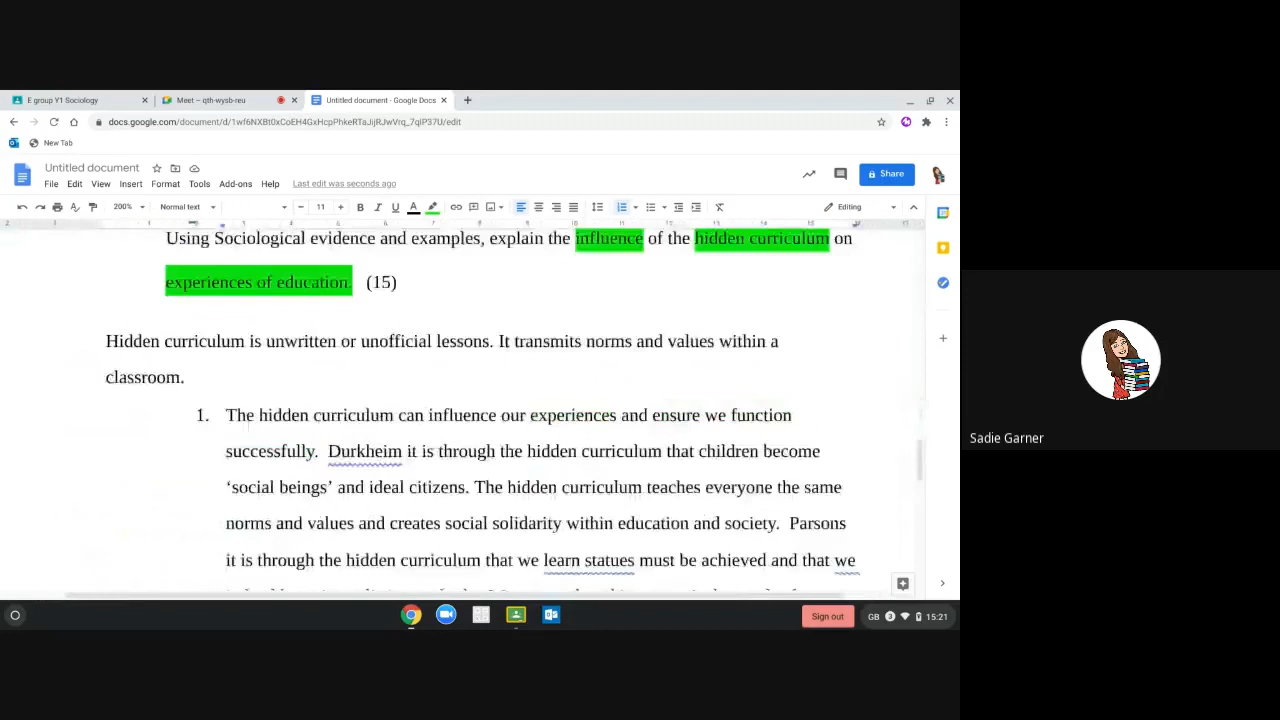 E group Y1 Sociology
Meet – qth-wysb-reu
Untitled document - Google Docs
docs.google.com/document/d/1wf6NXBt0xCoEH4GxHcpPhkeRTaJijRJwVrq_7qIP37U/edit
New Tab
Untitled document
File Edit View Insert Format Tools Add-ons Help Last edit was seconds ago
Share
200% Normal text 11 B I U A Editing
Using Sociological evidence and examples, explain the influence of the hidden curriculum on
experiences of education. (15)
Hidden curriculum is unwritten or unofficial lessons. It transmits norms and values within a
classroom.
1. The hidden curriculum can influence our experiences and ensure we function
successfully. Durkheim it is through the hidden curriculum that children become
‘social beings’ and ideal citizens. The hidden curriculum teaches everyone the same
norms and values and creates social solidarity within education and society. Parsons
it is through the hidden curriculum that we learn statues must be achieved and that we
Sadie Garner
Sign out
GB 3 15:21